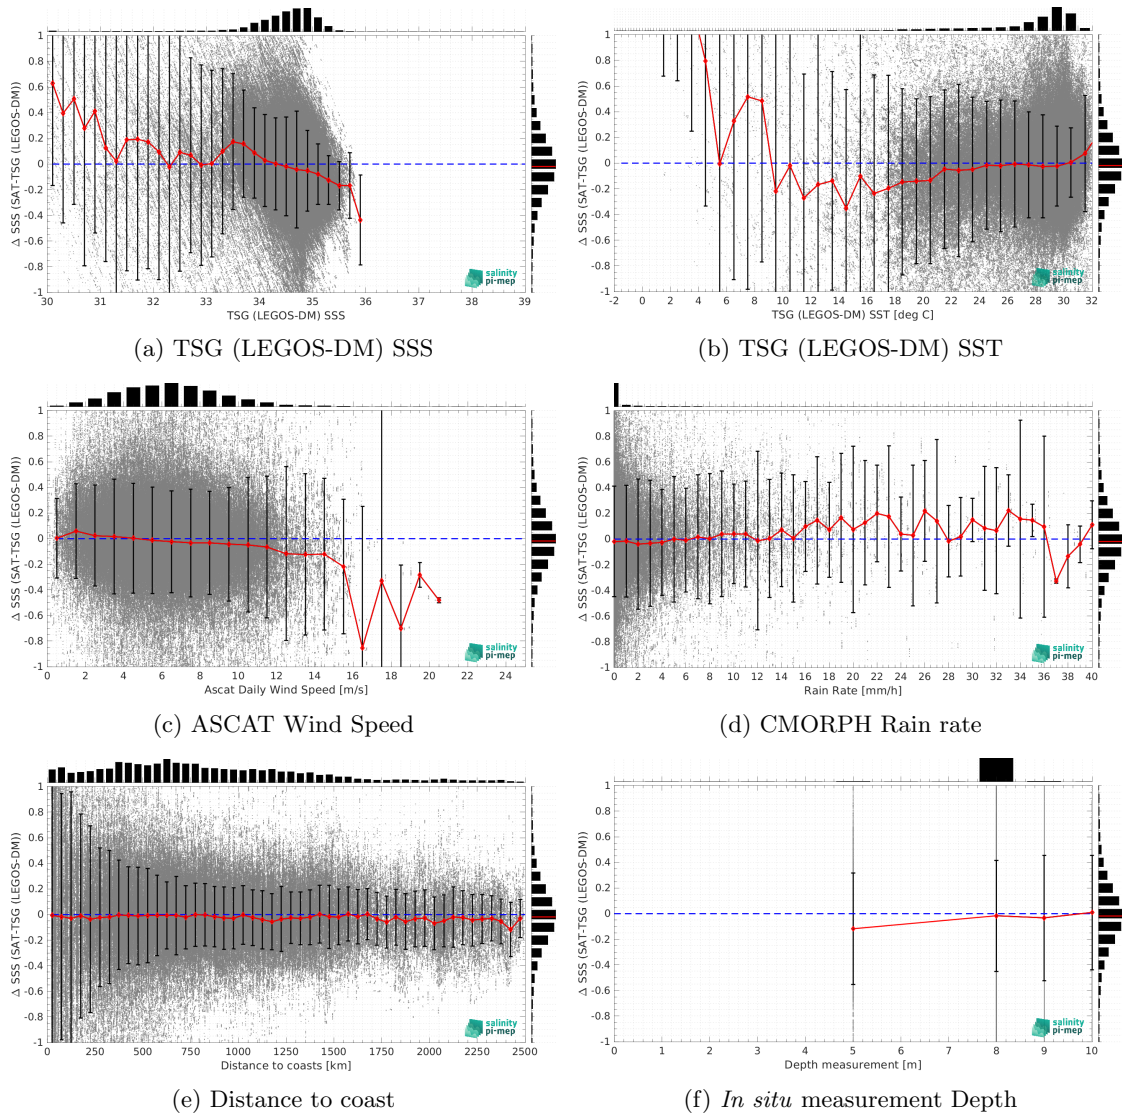 1
0.8
0.6
0.4
0.2
0
-0.2
-0.4
-0.6
-0.8
-1
Δ SSS (SAT-TSG (LEGOS-DM))
30 31 32 33 34 35 36 37 38 39
TSG (LEGOS-DM) SSS
salinity
pi-mep
(a) TSG (LEGOS-DM) SSS
1
0.8
0.6
0.4
0.2
0
-0.2
-0.4
-0.6
-0.8
-1
Δ SSS (SAT-TSG (LEGOS-DM))
-2 0 2 4 6 8 10 12 14 16 18 20 22 24 26 28 30 32
TSG (LEGOS-DM) SST [deg C]
salinity
pi-mep
(b) TSG (LEGOS-DM) SST
1
0.8
0.6
0.4
0.2
0
-0.2
-0.4
-0.6
-0.8
-1
Δ SSS (SAT-TSG (LEGOS-DM))
0 2 4 6 8 10 12 14 16 18 20 22 24
Ascat Daily Wind Speed [m/s]
salinity
pi-mep
(c) ASCAT Wind Speed
1
0.8
0.6
0.4
0.2
0
-0.2
-0.4
-0.6
-0.8
-1
Δ SSS (SAT-TSG (LEGOS-DM))
0 2 4 6 8 10 12 14 16 18 20 22 24 26 28 30 32 34 36 38 40
Rain Rate [mm/h]
salinity
pi-mep
(d) CMORPH Rain rate
1
0.8
0.6
0.4
0.2
0
-0.2
-0.4
-0.6
-0.8
-1
Δ SSS (SAT-TSG (LEGOS-DM))
0 250 500 750 1000 1250 1500 1750 2000 2250 2500
Distance to coasts [km]
salinity
pi-mep
(e) Distance to coast
1
0.8
0.6
0.4
0.2
0
-0.2
-0.4
-0.6
-0.8
-1
Δ SSS (SAT-TSG (LEGOS-DM))
0 1 2 3 4 5 6 7 8 9 10
Depth measurement [m]
salinity
pi-mep
(f) In situ measurement Depth